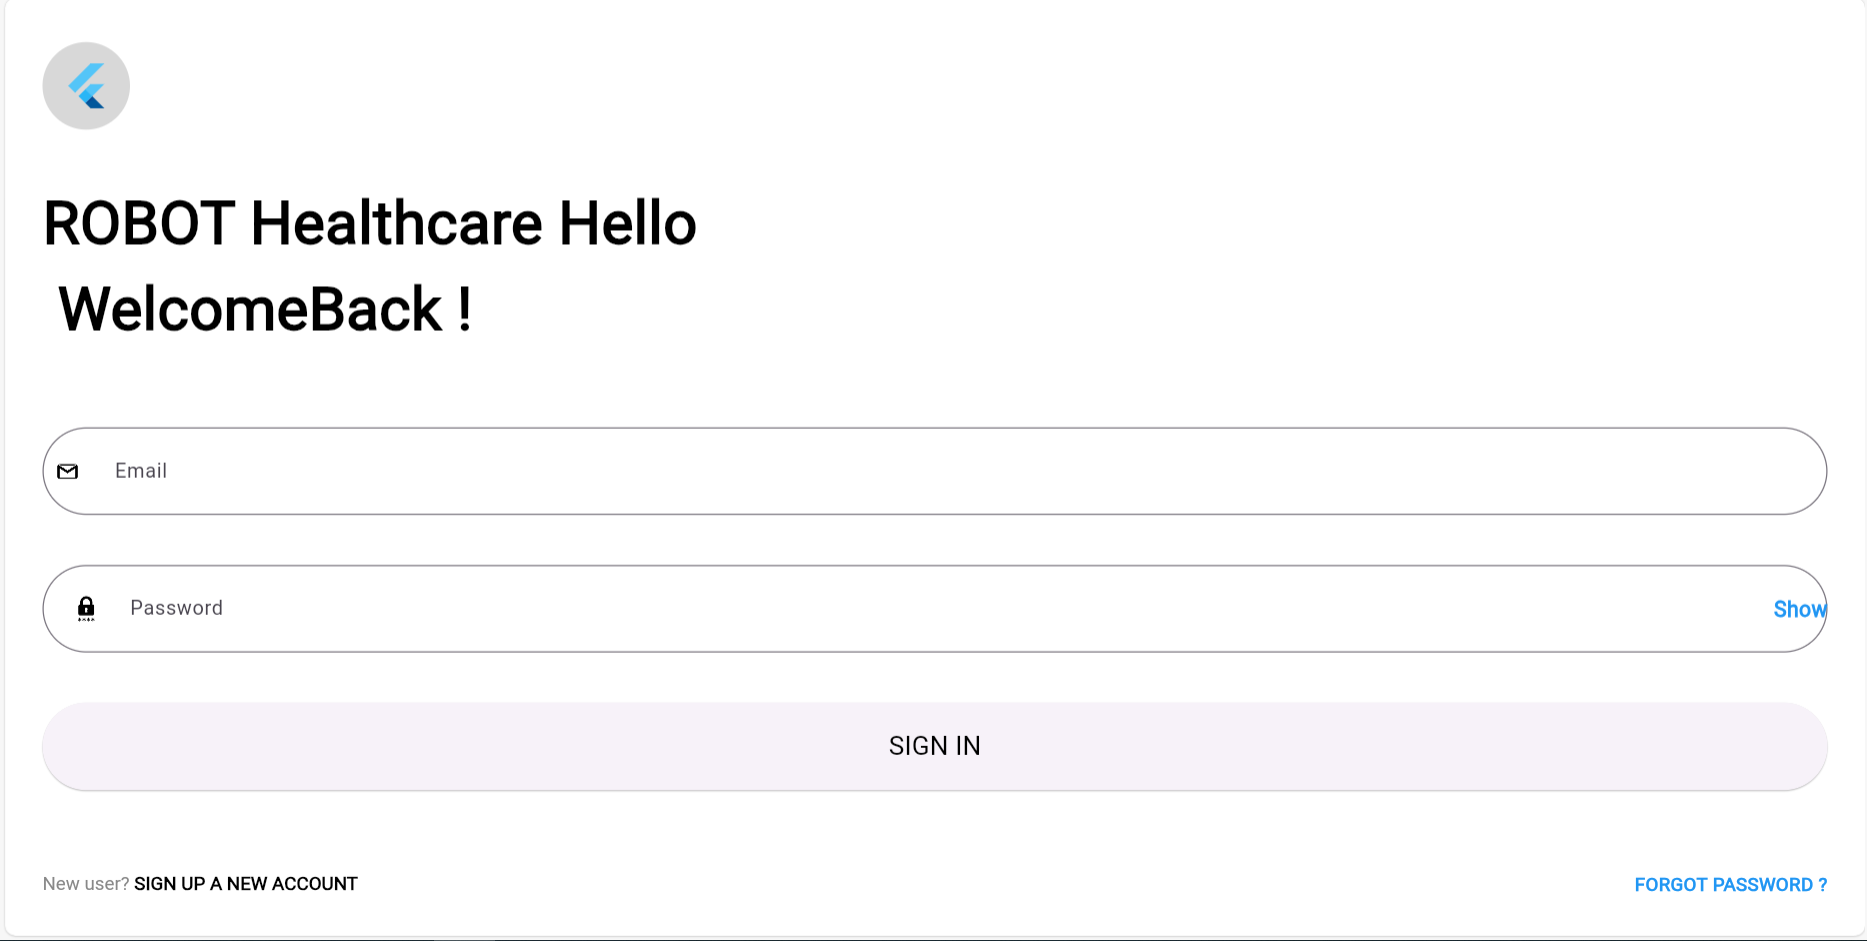 ROBOT Healthcare Hello
WelcomeBack !
Email
Password
Show
SIGN IN
New user? SIGN UP A NEW ACCOUNT
FORGOT PASSWORD ?